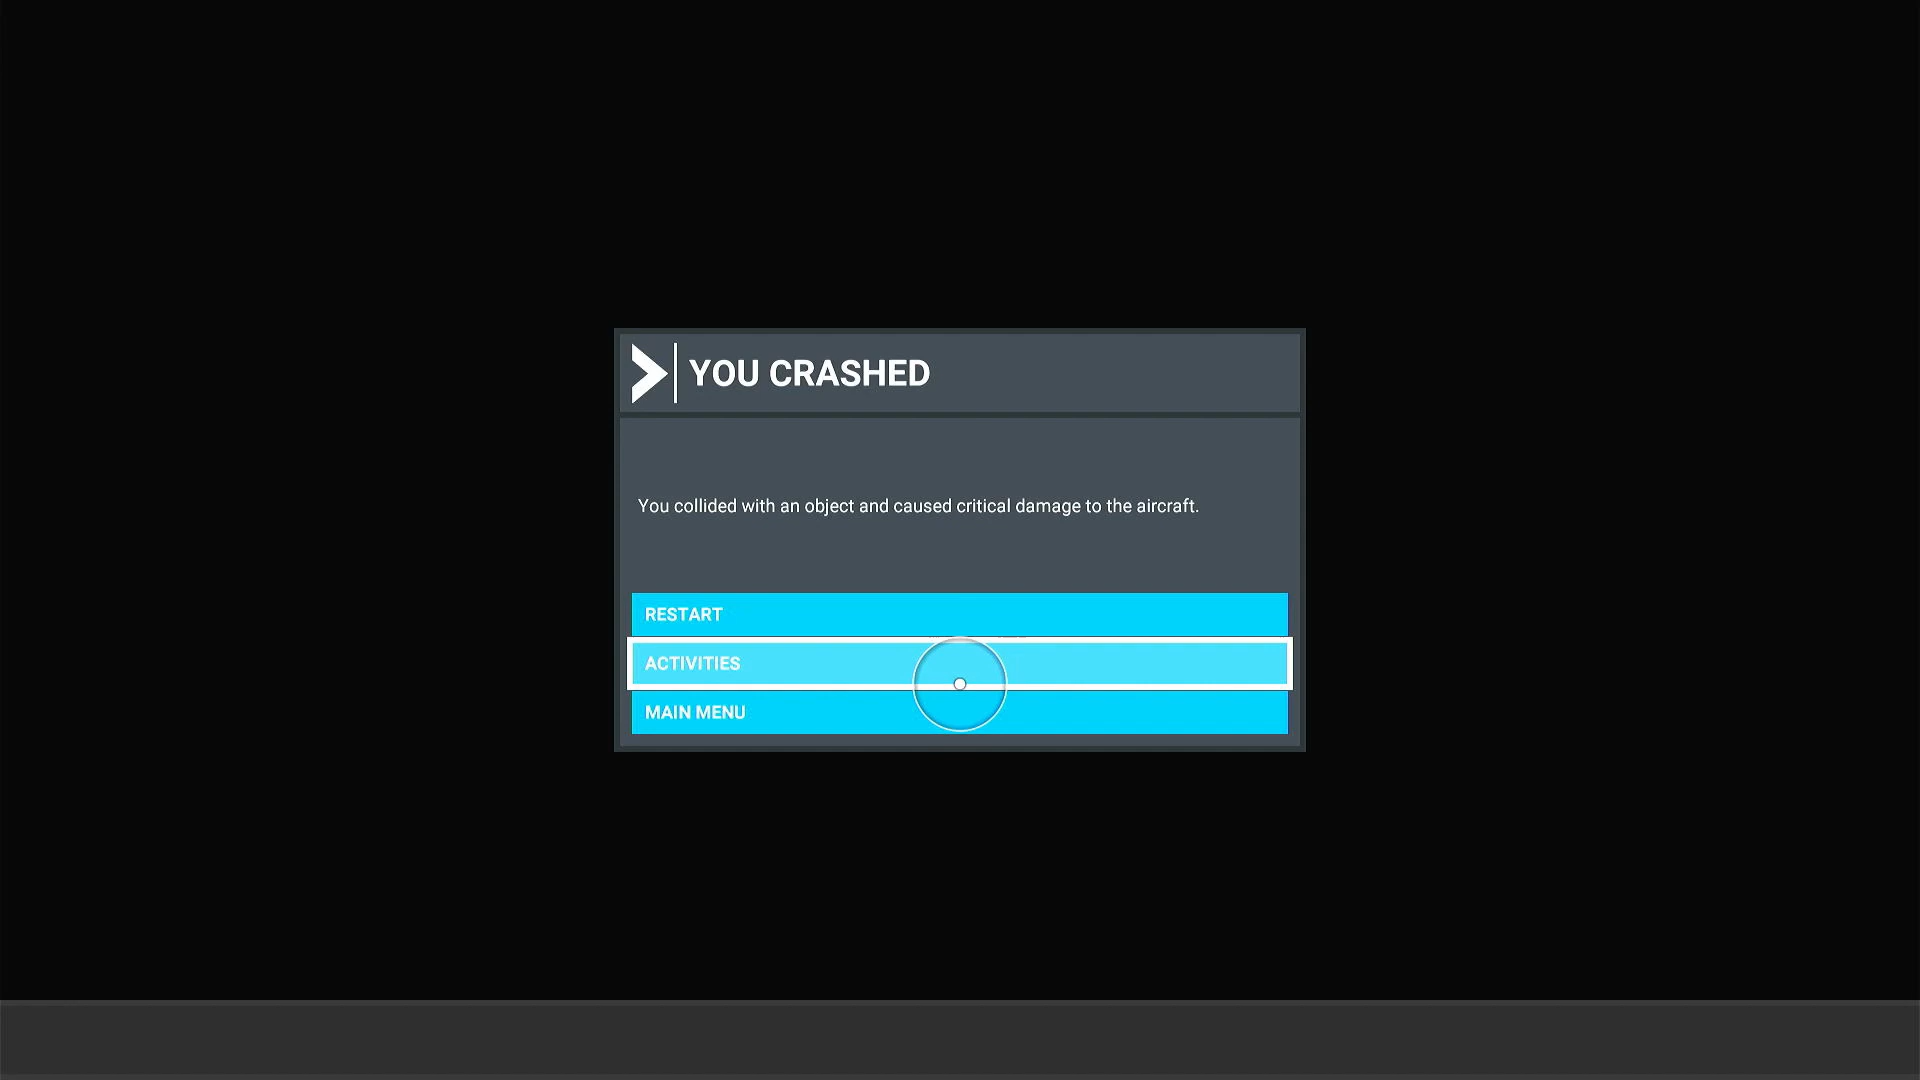 YOU CRASHED
You collided with an object and caused critical damage to the aircraft.
RESTART
ACTIVITIES
MAIN MENU